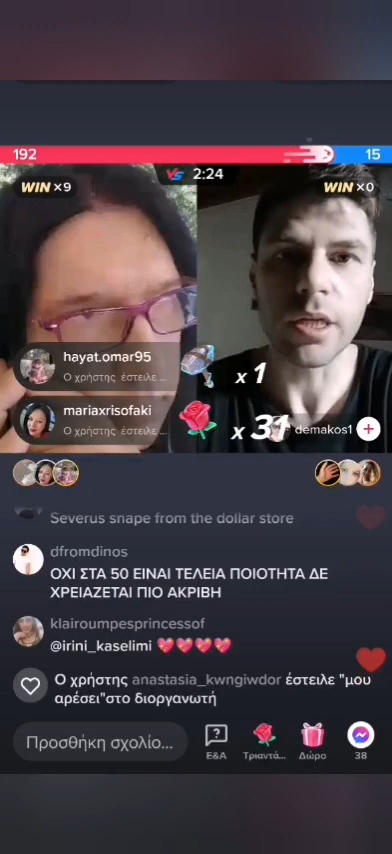 192
15
VS 2:24
WIN ×9
WIN ×0
hayat.omar95
Ο χρήστης έστειλε ...
x 1
mariaxrisofaki
Ο χρήστης έστειλε ...
x 31
demakos1 +
Severus snape from the dollar store
dfromdinos
ΟΧΙ ΣΤΑ 50 ΕΙΝΑΙ ΤΕΛΕΙΑ ΠΟΙΟΤΗΤΑ ΔΕ
ΧΡΕΙΑΖΕΤΑΙ ΠΙΟ ΑΚΡΙΒΗ
klairoumpesprincessof
@irini_kaselimi 💖💖💖💖
Ο χρήστης anastasia_kwngiwdor έστειλε "μου
αρέσει"στο διοργανωτή
Προσθήκη σχολίο...
Ε&Α
Τριαντά...
Δώρο
38